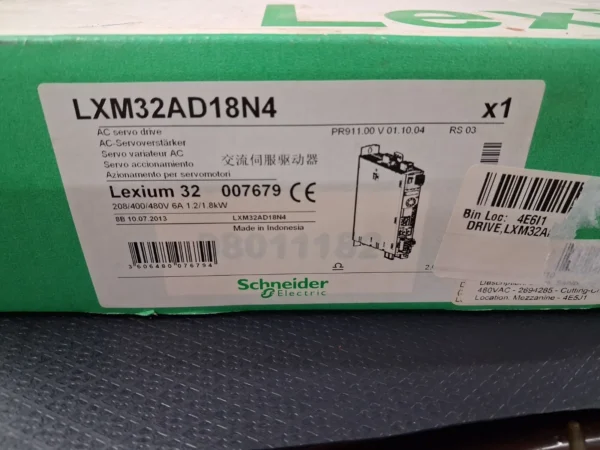 Lex
LXM32AD18N4 x1
AC servo drive
AC-Servoverstärker
Servo variateur AC
Servo accionamiento
Azionamento per servomotori
交流伺服驱动器
PR911.00 V 01.10.04 RS 03
Lexium 32 007679 CE
208/400/480V 6A 1.2/1.8kW
8B 10.07.2013 LXM32AD18N4
Made in Indonesia
3606480076794
Schneider
Electric
Bin Loc: 4E6I1
DRIVE,LXM32A
480VAC - 2694285 - Cutting-C
Location: Mezzanine - 4E5J1